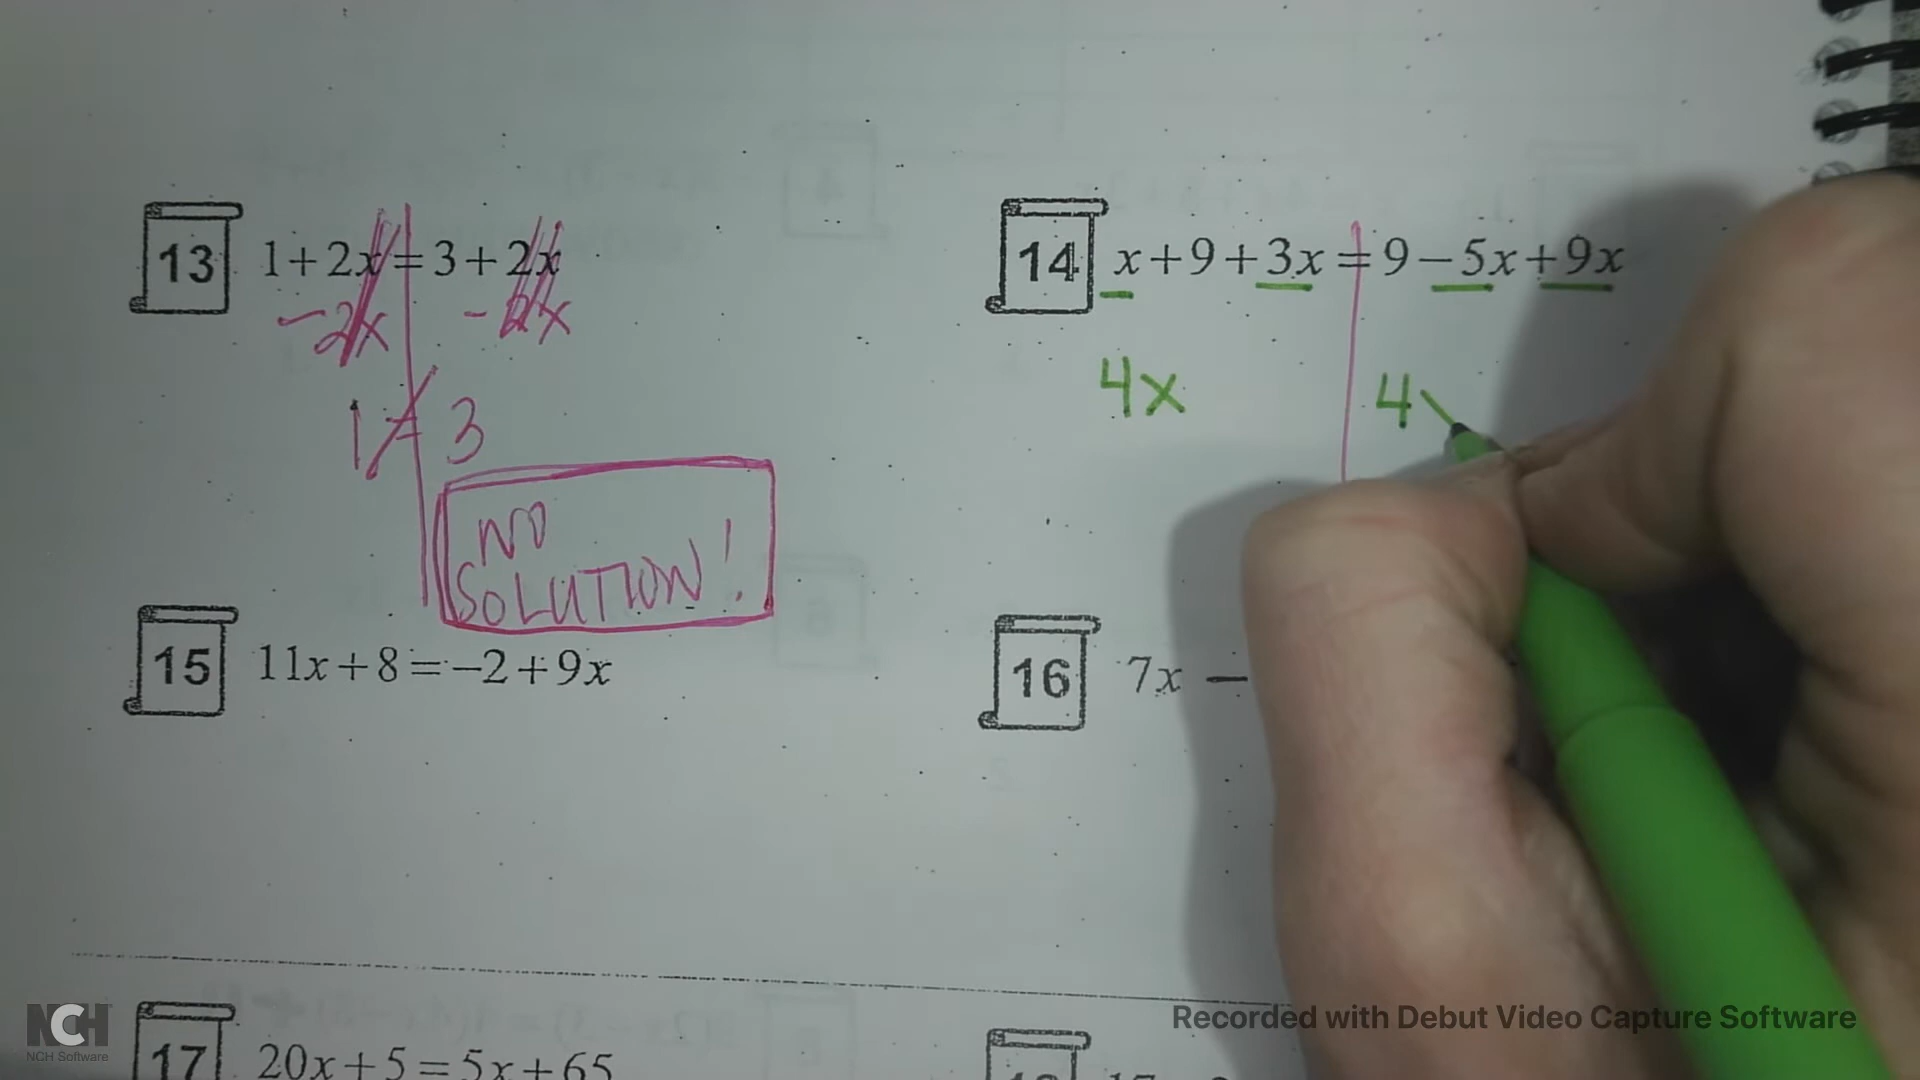 13 1+2x=3+2x
-2x -2x
1≠3
NO
SOLUTION!
14 x+9+3x=9-5x+9x
4x 4
15 11x+8=-2+9x
16 7x -
17 20x+5=5x+65
NCH
NCH Software
Recorded with Debut Video Capture Software